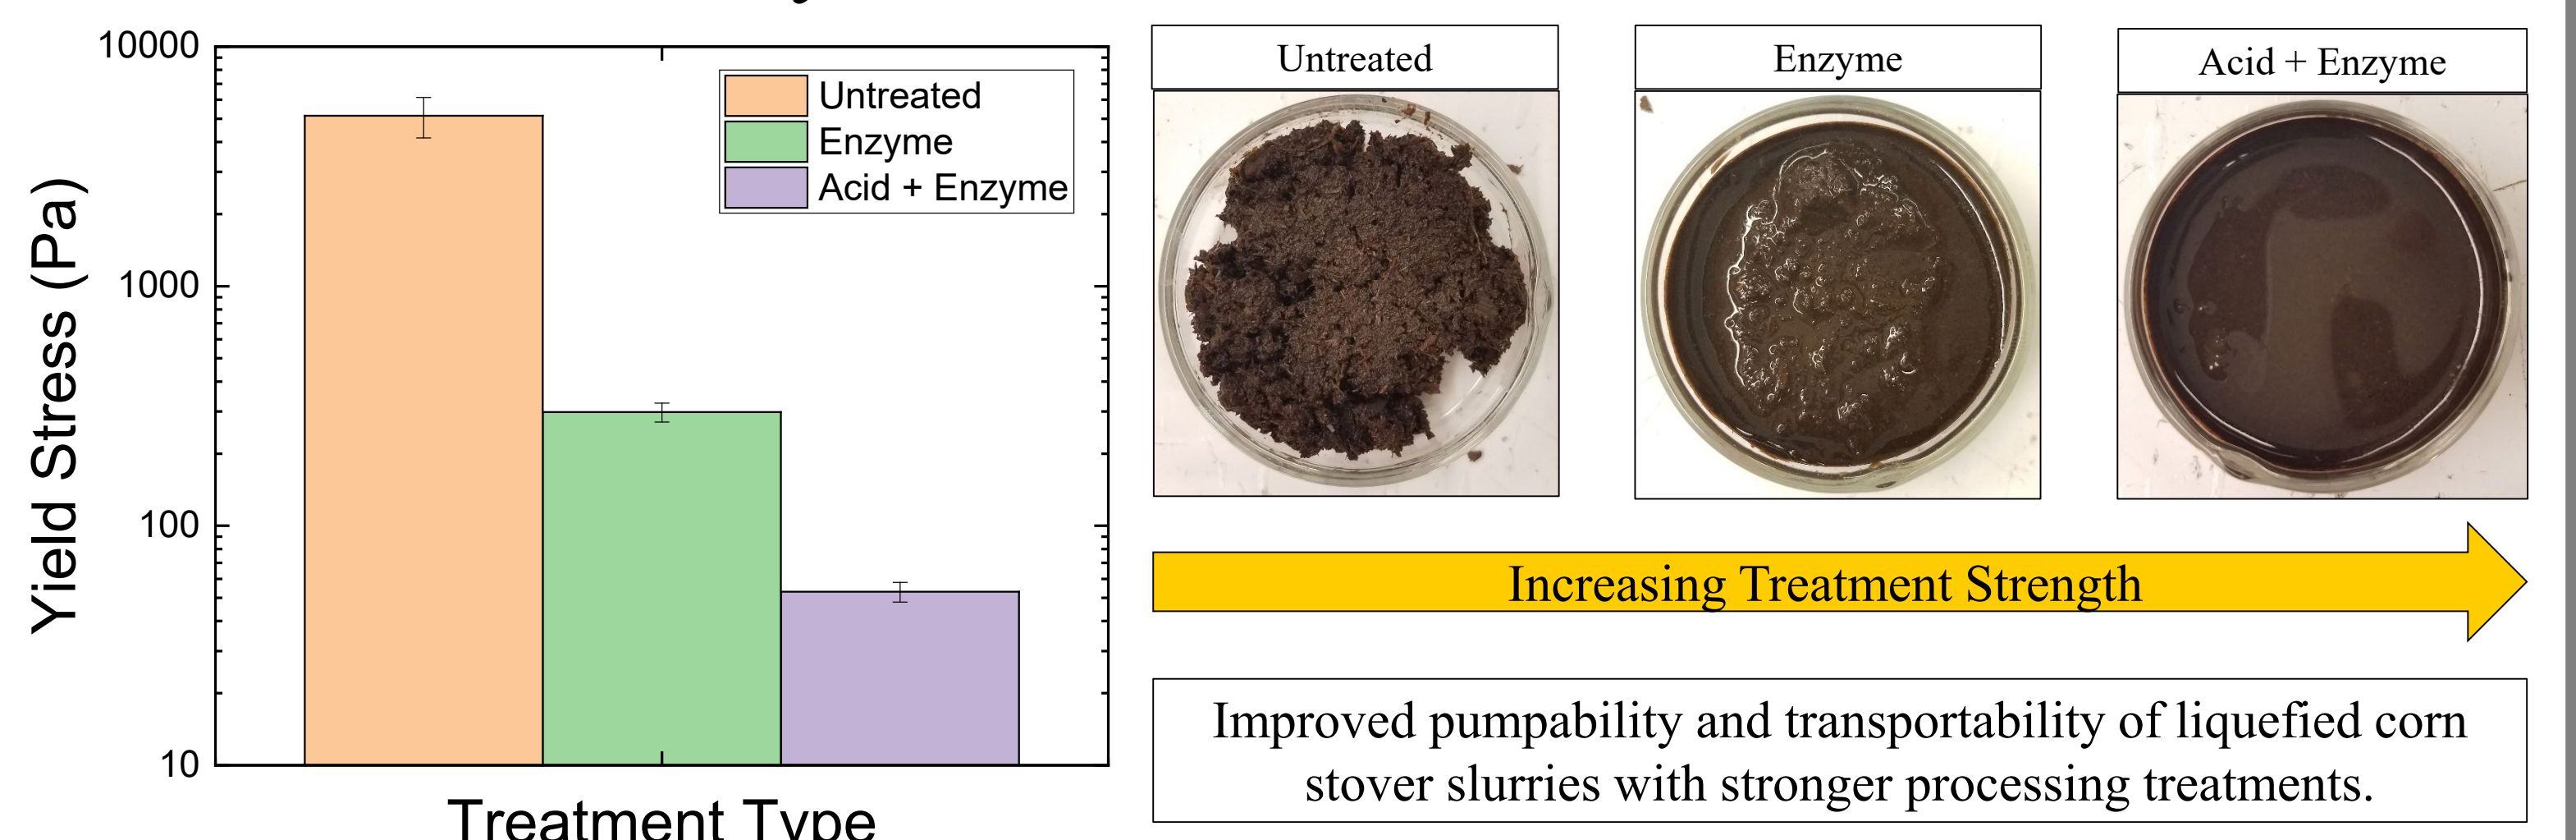 10000
1000
100
10
Yield Stress (Pa)
Treatment Type
Untreated
Enzyme
Acid + Enzyme
Untreated
Enzyme
Acid + Enzyme
Increasing Treatment Strength
Improved pumpability and transportability of liquefied corn
stover slurries with stronger processing treatments.